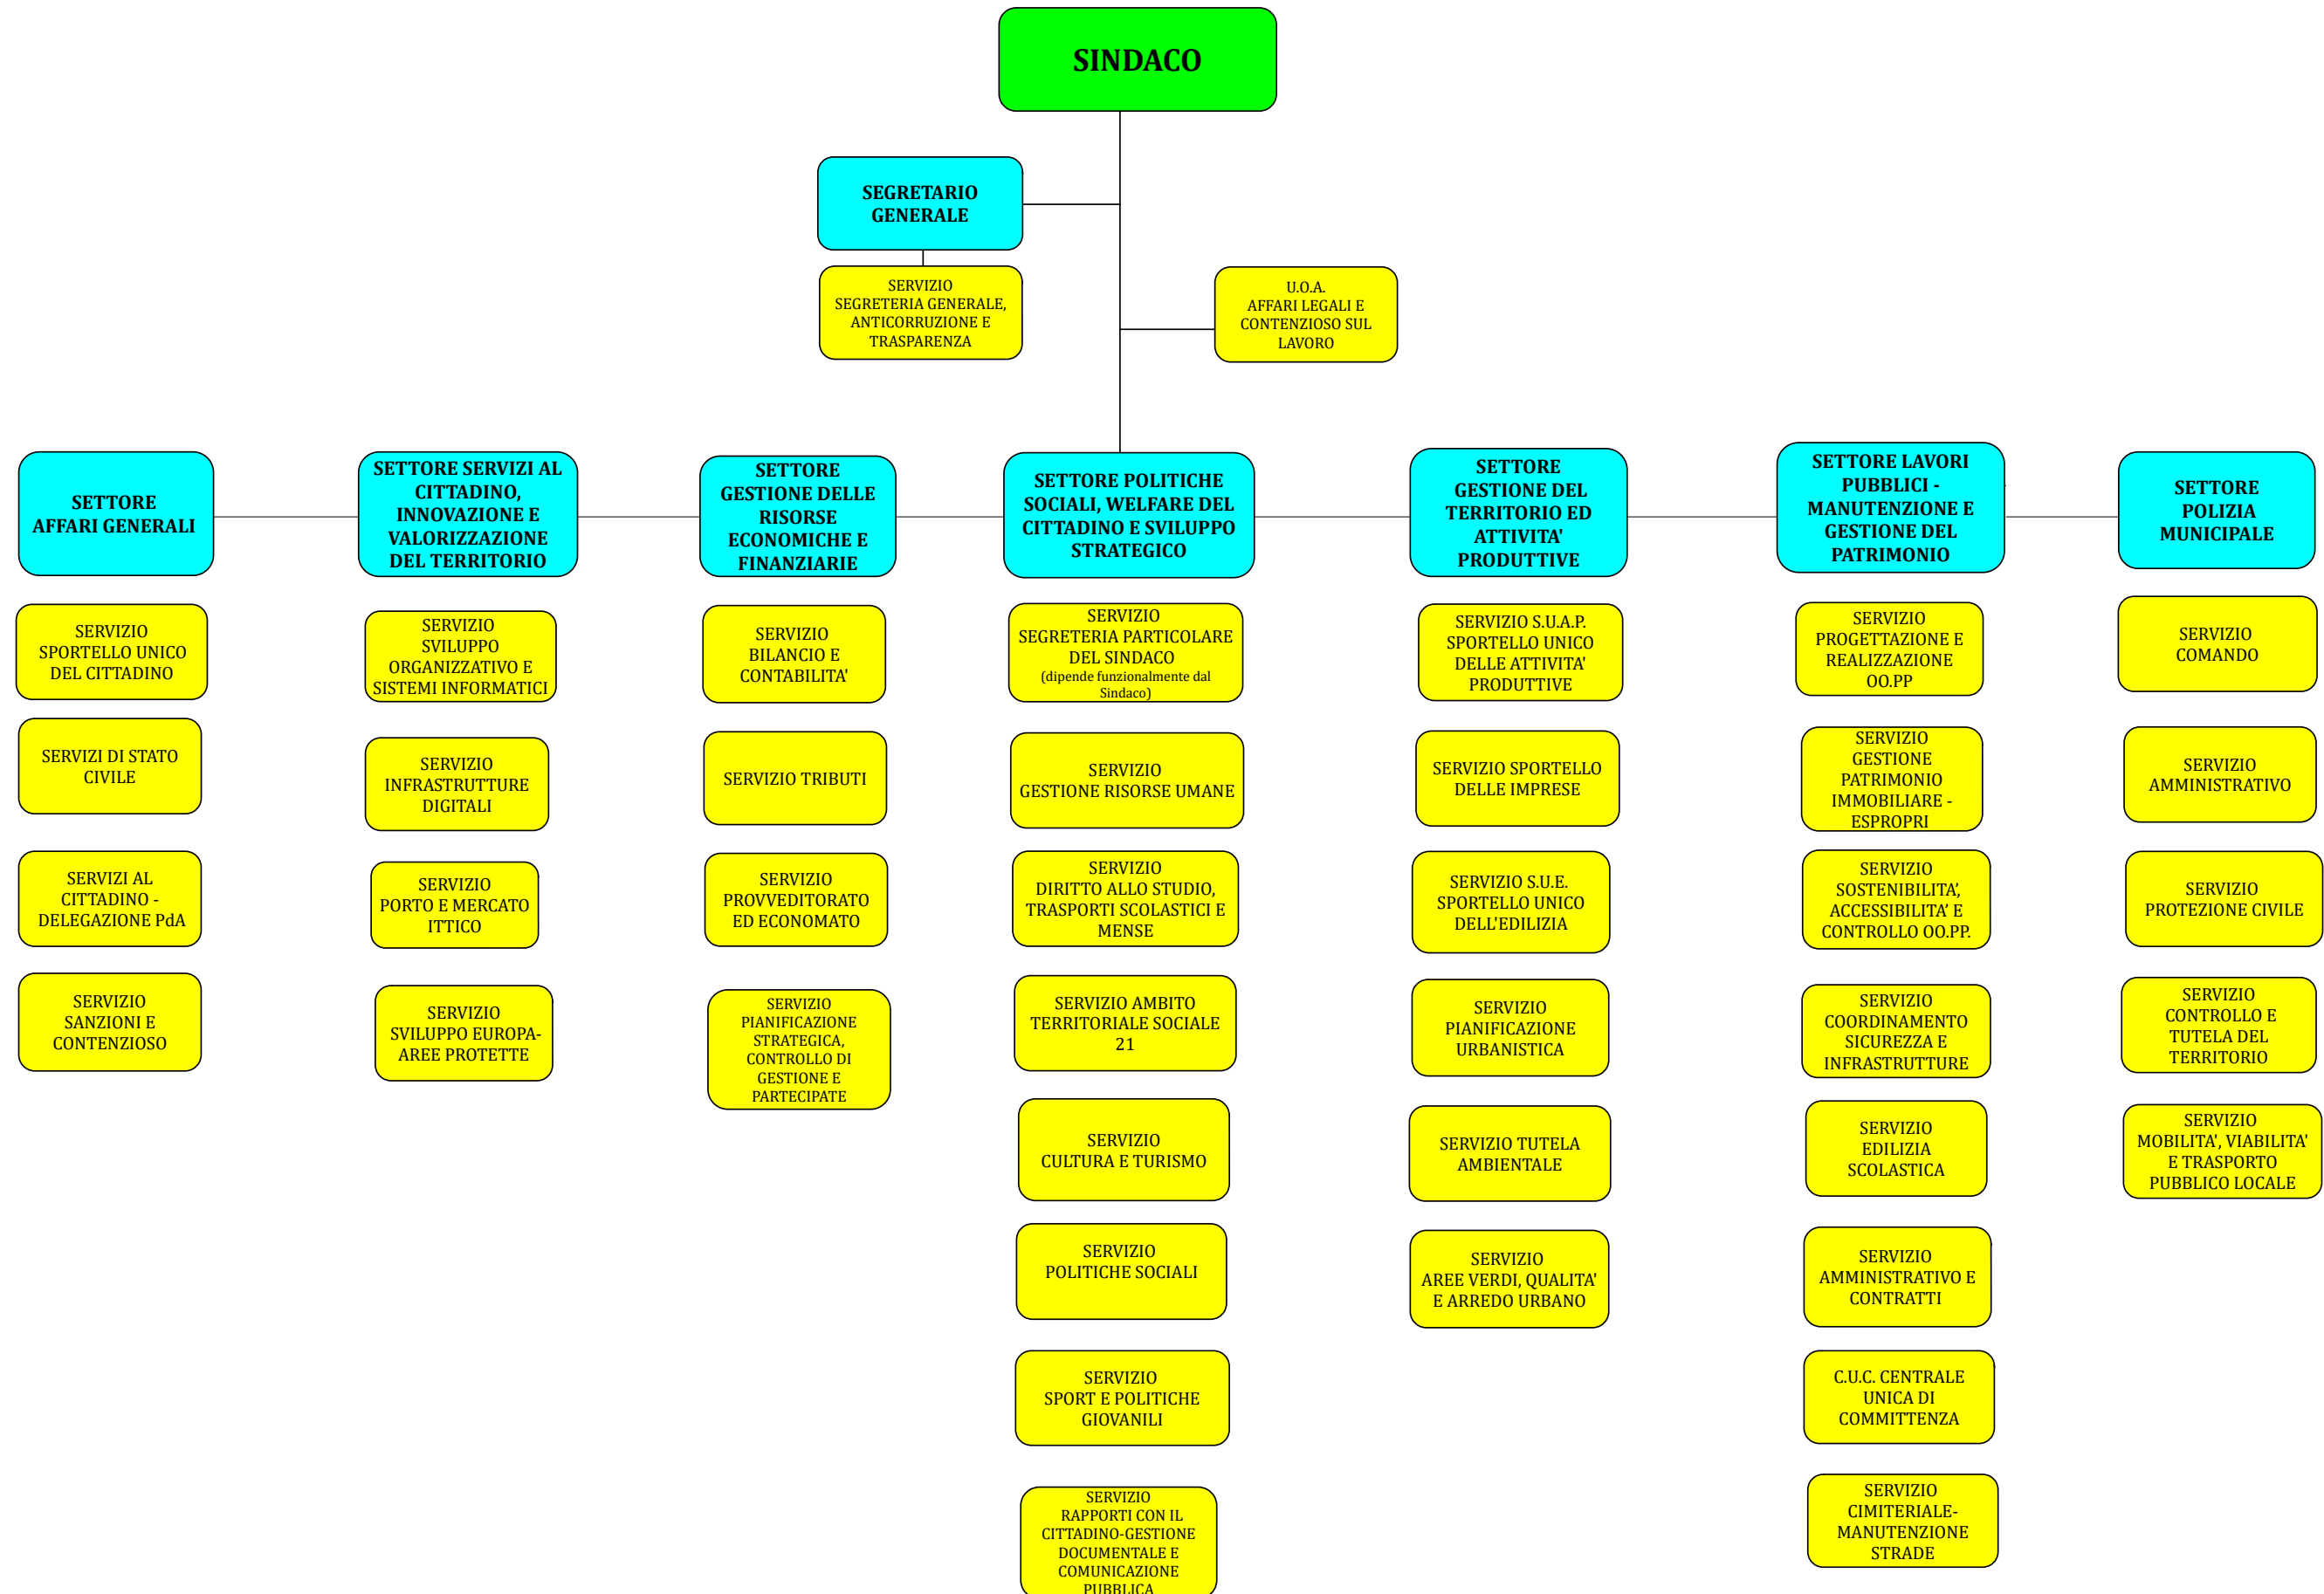 SINDACO
SEGRETARIO
GENERALE
SERVIZIO
SEGRETERIA GENERALE,
ANTICORRUZIONE E
TRASPARENZA
U.O.A.
AFFARI LEGALI E
CONTENZIOSO SUL
LAVORO
SETTORE
AFFARI GENERALI
SERVIZIO
SPORTELLO UNICO
DEL CITTADINO
SERVIZI DI STATO
CIVILE
SERVIZI AL
CITTADINO -
DELEGAZIONE PdA
SERVIZIO
SANZIONI E
CONTENZIOSO
SETTORE SERVIZI AL
CITTADINO,
INNOVAZIONE E
VALORIZZAZIONE
DEL TERRITORIO
SERVIZIO
SVILUPPO
ORGANIZZATIVO E
SISTEMI INFORMATICI
SERVIZIO
INFRASTRUTTURE
DIGITALI
SERVIZIO
PORTO E MERCATO
ITTICO
SERVIZIO
SVILUPPO EUROPA-
AREE PROTETTE
SETTORE
GESTIONE DELLE
RISORSE
ECONOMICHE E
FINANZIARIE
SERVIZIO
BILANCIO E
CONTABILITA'
SERVIZIO TRIBUTI
SERVIZIO
PROVVEDITORATO
ED ECONOMATO
SERVIZIO
PIANIFICAZIONE
STRATEGICA,
CONTROLLO DI
GESTIONE E
PARTECIPATE
SETTORE POLITICHE
SOCIALI, WELFARE DEL
CITTADINO E SVILUPPO
STRATEGICO
SERVIZIO
SEGRETERIA PARTICOLARE
DEL SINDACO
(dipende funzionalmente dal
Sindaco)
SERVIZIO
GESTIONE RISORSE UMANE
SERVIZIO
DIRITTO ALLO STUDIO,
TRASPORTI SCOLASTICI E
MENSE
SERVIZIO AMBITO
TERRITORIALE SOCIALE
21
SERVIZIO
CULTURA E TURISMO
SERVIZIO
POLITICHE SOCIALI
SERVIZIO
SPORT E POLITICHE
GIOVANILI
SERVIZIO
RAPPORTI CON IL
CITTADINO-GESTIONE
DOCUMENTALE E
COMUNICAZIONE
PUBBLICA
SETTORE
GESTIONE DEL
TERRITORIO ED
ATTIVITA'
PRODUTTIVE
SERVIZIO S.U.A.P.
SPORTELLO UNICO
DELLE ATTIVITA'
PRODUTTIVE
SERVIZIO SPORTELLO
DELLE IMPRESE
SERVIZIO S.U.E.
SPORTELLO UNICO
DELL'EDILIZIA
SERVIZIO
PIANIFICAZIONE
URBANISTICA
SERVIZIO TUTELA
AMBIENTALE
SERVIZIO
AREE VERDI, QUALITA'
E ARREDO URBANO
SETTORE LAVORI
PUBBLICI -
MANUTENZIONE E
GESTIONE DEL
PATRIMONIO
SERVIZIO
PROGETTAZIONE E
REALIZZAZIONE
OO.PP
SERVIZIO
GESTIONE
PATRIMONIO
IMMOBILIARE -
ESPROPRI
SERVIZIO
SOSTENIBILITA’,
ACCESSIBILITA’ E
CONTROLLO OO.PP.
SERVIZIO
COORDINAMENTO
SICUREZZA E
INFRASTRUTTURE
SERVIZIO
EDILIZIA
SCOLASTICA
SERVIZIO
AMMINISTRATIVO E
CONTRATTI
C.U.C. CENTRALE
UNICA DI
COMMITTENZA
SERVIZIO
CIMITERIALE-
MANUTENZIONE
STRADE
SETTORE
POLIZIA
MUNICIPALE
SERVIZIO
COMANDO
SERVIZIO
AMMINISTRATIVO
SERVIZIO
PROTEZIONE CIVILE
SERVIZIO
CONTROLLO E
TUTELA DEL
TERRITORIO
SERVIZIO
MOBILITA', VIABILITA'
E TRASPORTO
PUBBLICO LOCALE